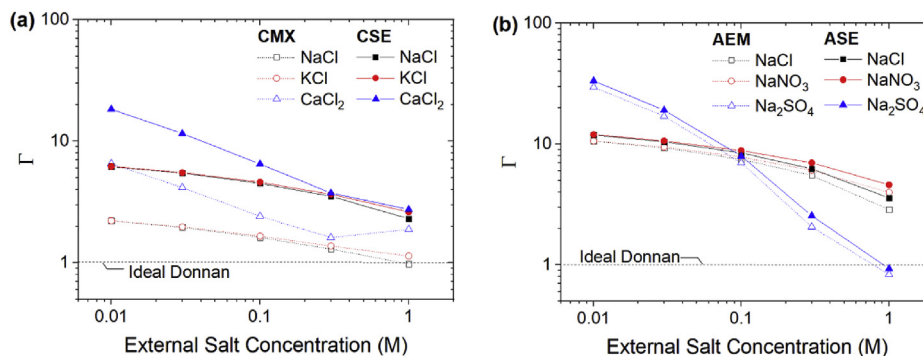 (a)
100
10
1
Γ
CMX CSE
NaCl NaCl
KCl KCl
CaCl₂ CaCl₂
Ideal Donnan
0.01 0.1 1
External Salt Concentration (M)
(b)
100
10
1
Γ
AEM ASE
NaCl NaCl
NaNO₃ NaNO₃
Na₂SO₄ Na₂SO₄
Ideal Donnan
0.01 0.1 1
External Salt Concentration (M)